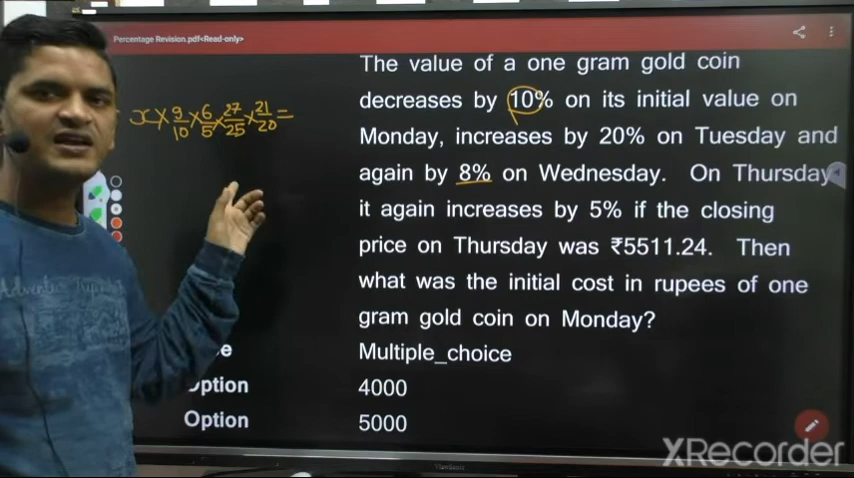 Percentage Revision.pdf<Read-only>
The value of a one gram gold coin
decreases by 10% on its initial value on
Monday, increases by 20% on Tuesday and
again by 8% on Wednesday. On Thursday
it again increases by 5% if the closing
price on Thursday was ₹5511.24. Then
what was the initial cost in rupees of one
gram gold coin on Monday?
x × 9/10 × 6/5 × 27/25 × 21/20 =
Multiple_choice
Option 4000
Option 5000
ViewSonic
XRecorder